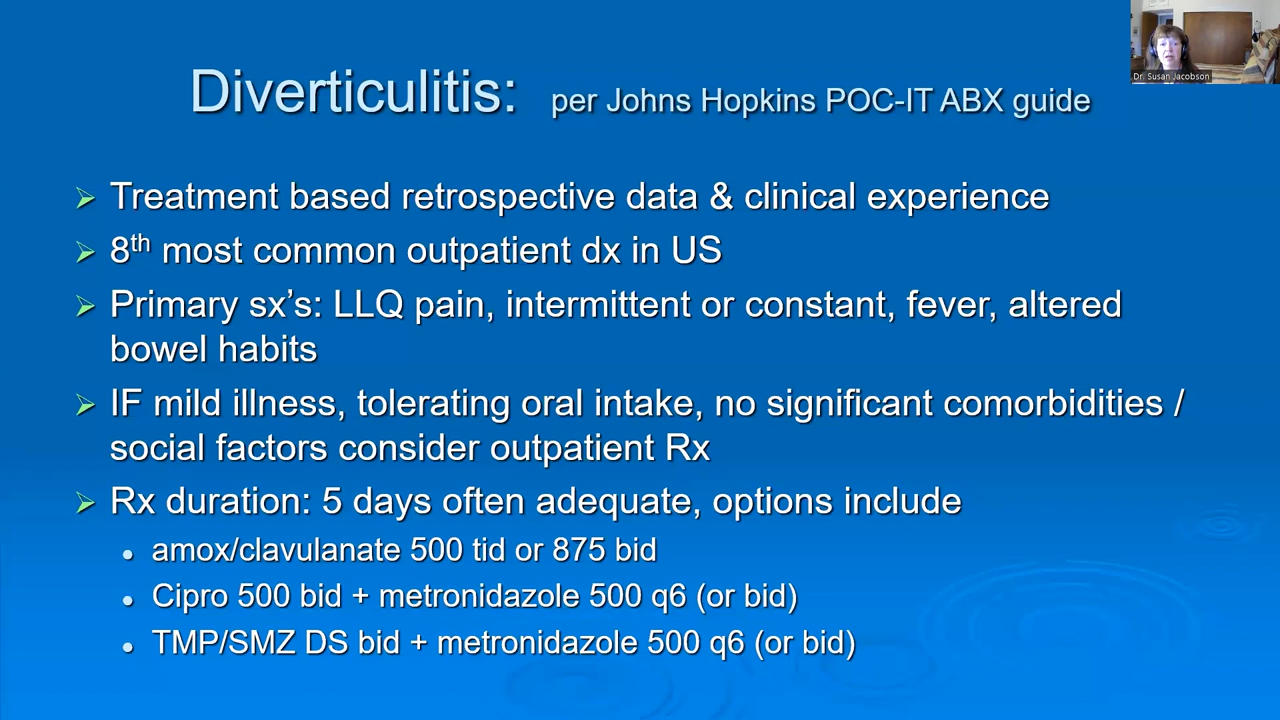 Diverticulitis: per Johns Hopkins POC-IT ABX guide
Dr. Susan Jacobson
Treatment based retrospective data & clinical experience
8th most common outpatient dx in US
Primary sx’s: LLQ pain, intermittent or constant, fever, altered
bowel habits
IF mild illness, tolerating oral intake, no significant comorbidities /
social factors consider outpatient Rx
Rx duration: 5 days often adequate, options include
amox/clavulanate 500 tid or 875 bid
Cipro 500 bid + metronidazole 500 q6 (or bid)
TMP/SMZ DS bid + metronidazole 500 q6 (or bid)